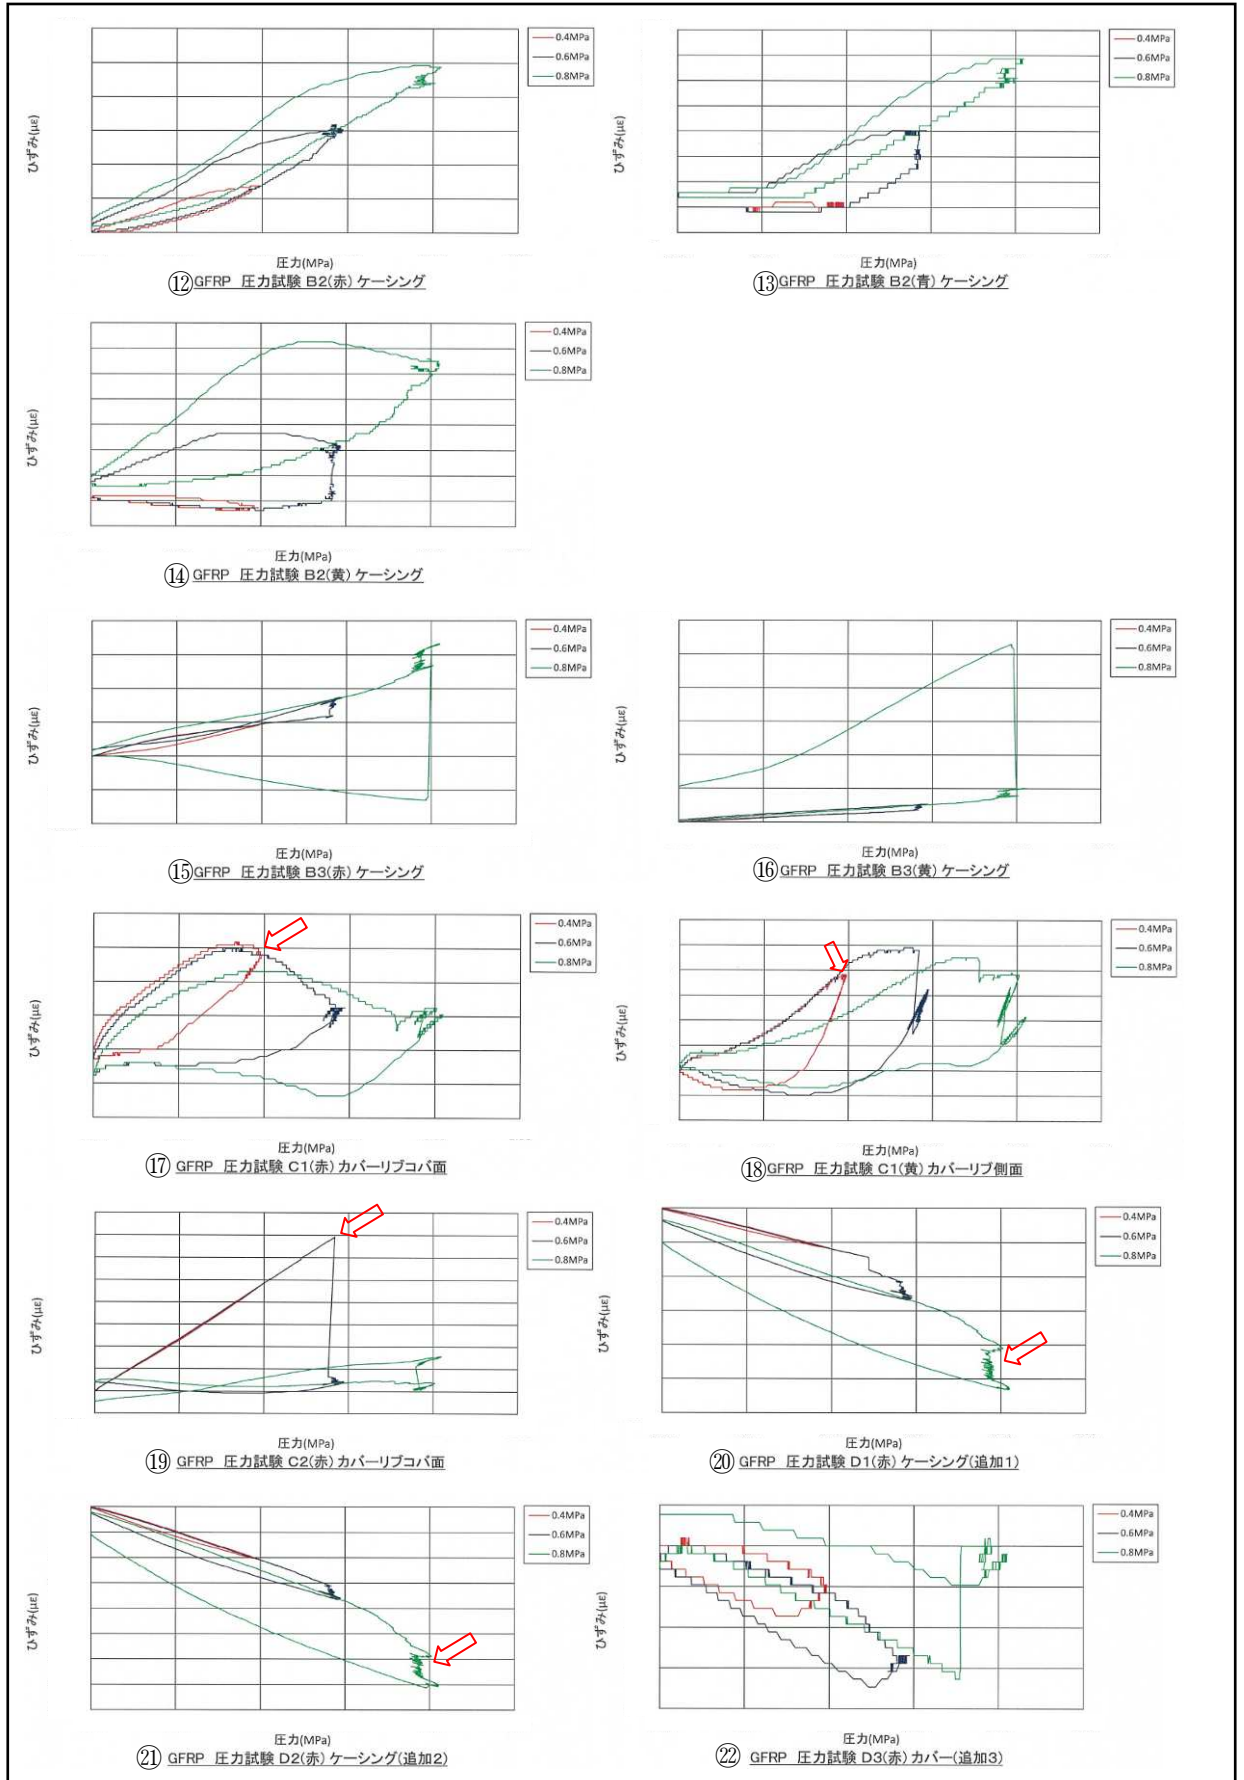 0.4MPa
0.6MPa
0.8MPa
ひずみ(με)
圧力(MPa)
⑫GFRP 圧力試験 B2(赤) ケーシング
0.4MPa
0.6MPa
0.8MPa
ひずみ(με)
圧力(MPa)
⑬GFRP 圧力試験 B2(青) ケーシング
0.4MPa
0.6MPa
0.8MPa
ひずみ(με)
圧力(MPa)
⑭GFRP 圧力試験 B2(黄) ケーシング
0.4MPa
0.6MPa
0.8MPa
ひずみ(με)
圧力(MPa)
⑮GFRP 圧力試験 B3(赤) ケーシング
0.4MPa
0.6MPa
0.8MPa
ひずみ(με)
圧力(MPa)
⑯GFRP 圧力試験 B3(黄) ケーシング
0.4MPa
0.6MPa
0.8MPa
ひずみ(με)
圧力(MPa)
⑰ GFRP 圧力試験 C1(赤) カバーリブコバ面
0.4MPa
0.6MPa
0.8MPa
ひずみ(με)
圧力(MPa)
⑱ GFRP 圧力試験 C1(黄) カバーリブ側面
0.4MPa
0.6MPa
0.8MPa
ひずみ(με)
圧力(MPa)
⑲ GFRP 圧力試験 C2(赤) カバーリブコバ面
0.4MPa
0.6MPa
0.8MPa
ひずみ(με)
圧力(MPa)
⑳ GFRP 圧力試験 D1(赤) ケーシング(追加1)
0.4MPa
0.6MPa
0.8MPa
ひずみ(με)
圧力(MPa)
㉑ GFRP 圧力試験 D2(赤) ケーシング(追加2)
0.4MPa
0.6MPa
0.8MPa
ひずみ(με)
圧力(MPa)
㉒ GFRP 圧力試験 D3(赤) カバー(追加3)